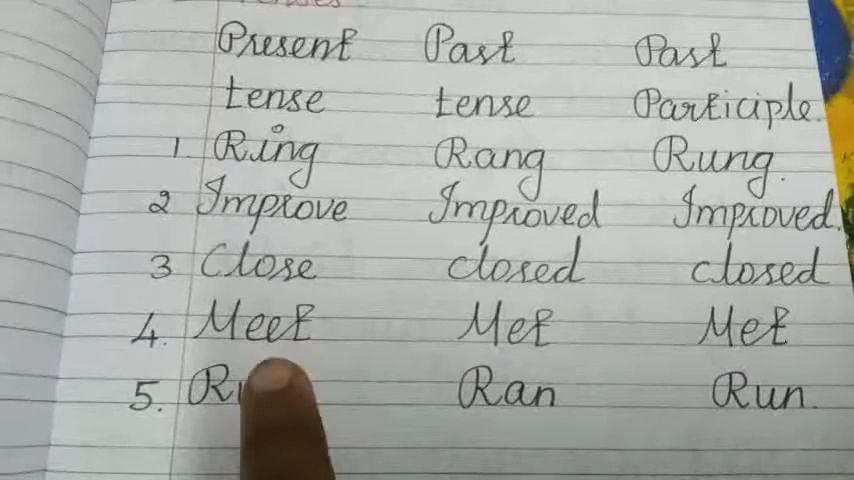 Present Past Past
tense tense Participle.
1. Ring Rang Rung.
2 Improve Improved Improved.
3 Close closed closed
4. Meet Met Met
5. Ran Run.